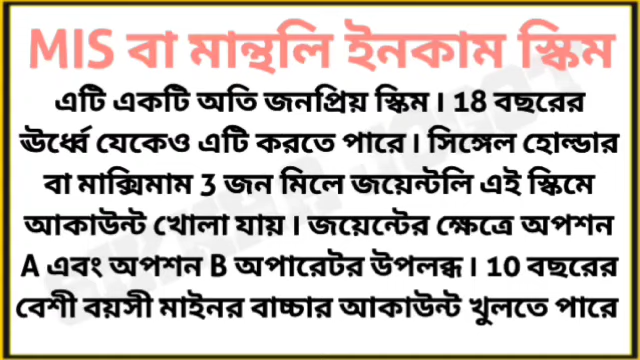 MIS বা মান্থলি ইনকাম স্কিম
এটি একটি অতি জনপ্রিয় স্কিম। 18 বছরের
ঊর্ধ্বে যেকেও এটি করতে পারে। সিঙ্গেল হোল্ডার
বা মাক্সিমাম 3 জন মিলে জয়েন্টলি এই স্কিমে
আকাউন্ট খোলা যায়। জয়েন্টের ক্ষেত্রে অপশন
A এবং অপশন B অপারেটর উপলব্ধ। 10 বছরের
বেশী বয়সী মাইনর বাচ্চার আকাউন্ট খুলতে পারে